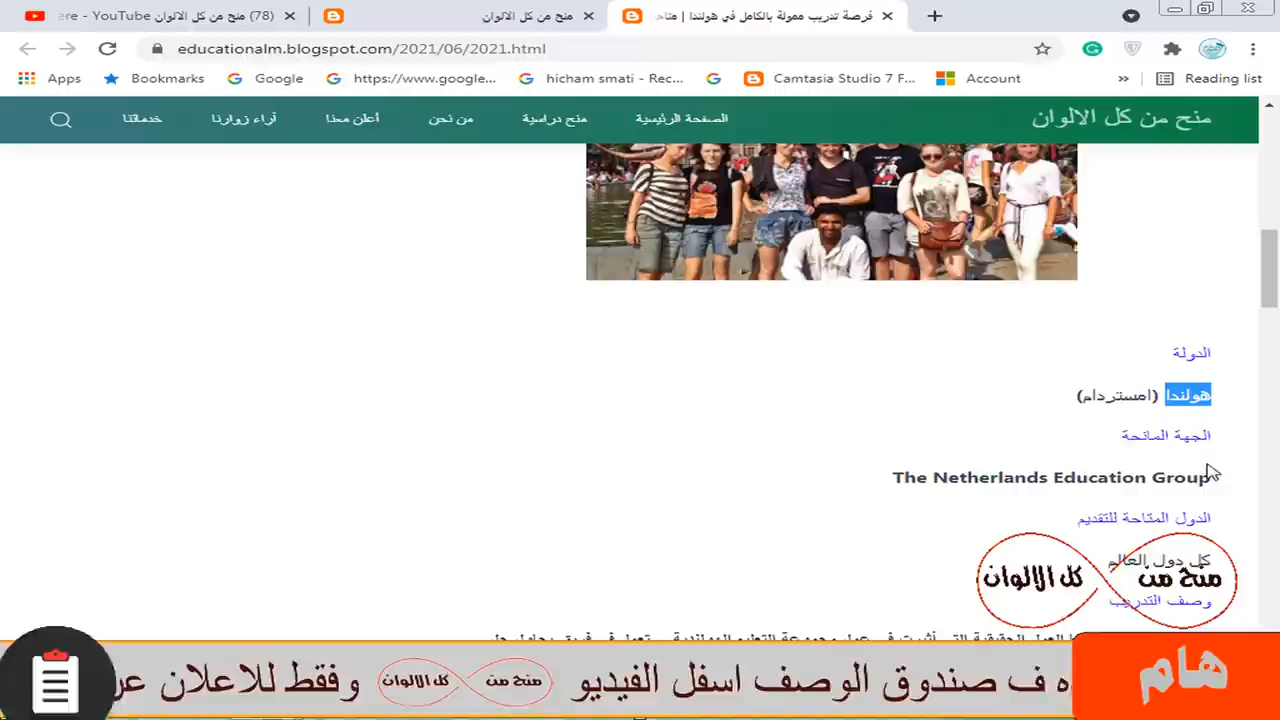 (78) منح من كل الالوان ere - YouTube
منح من كل الالوان
فرصة تدريب ممولة بالكامل في هولندا | متاحـ
educationalm.blogspot.com/2021/06/2021.html
Apps Bookmarks Google https://www.google... hicham smati - Rec... Camtasia Studio 7 F... Account » Reading list
منح من كل الالوان
الصفحة الرئيسية منح دراسية من نحن أعلن معنا آراء زوارنا خدماتنا
الدولة
هولندا (امستردام)
الجهة المانحة
The Netherlands Education Group
الدول المتاحة للتقديم
كل دول العالم
منح من كل الالوان
وصف التدريب
هام
ه ف صندوق الوصف اسفل الفيديو منح من كل الالوان وفقط للاعلان عن